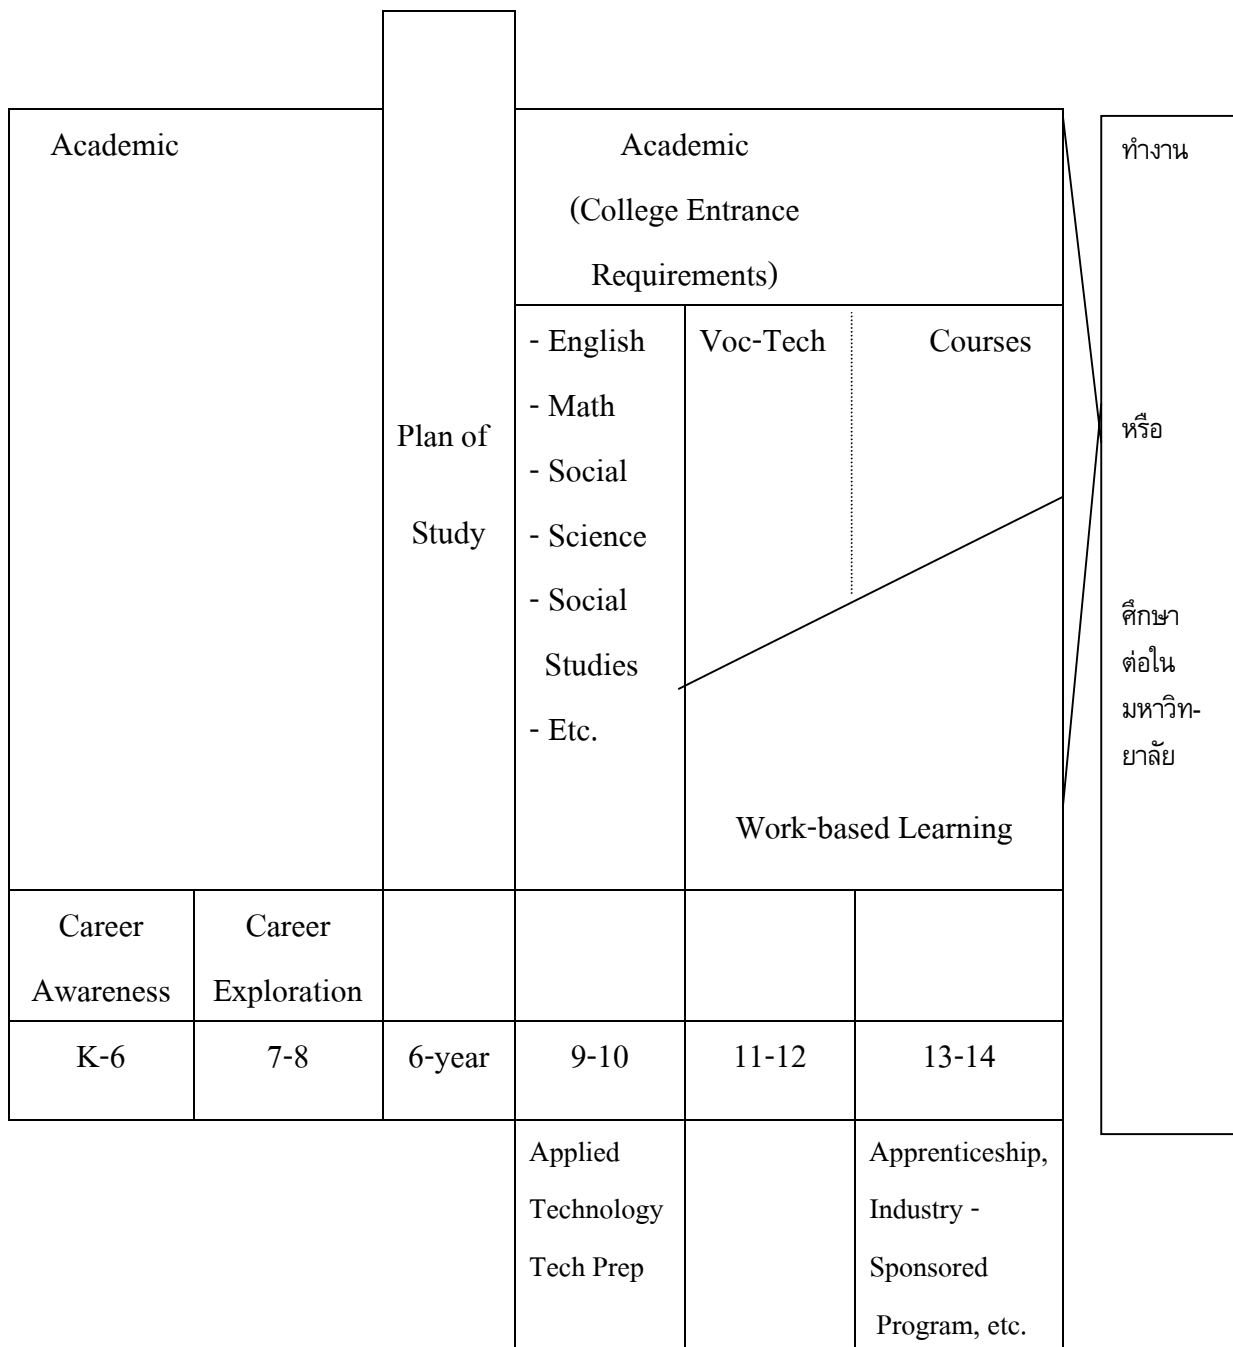 Academic
Plan of
Study
Academic
(College Entrance
Requirements)
- English
- Math
- Social
- Science
- Social
Studies
- Etc.
Voc-Tech
Courses
Work-based Learning
ทำงาน
หรือ
ศึกษา
ต่อใน
มหาวิท-
ยาลัย
Career
Awareness
Career
Exploration
K-6
7-8
6-year
9-10
11-12
13-14
Applied
Technology
Tech Prep
Apprenticeship,
Industry -
Sponsored
Program, etc.